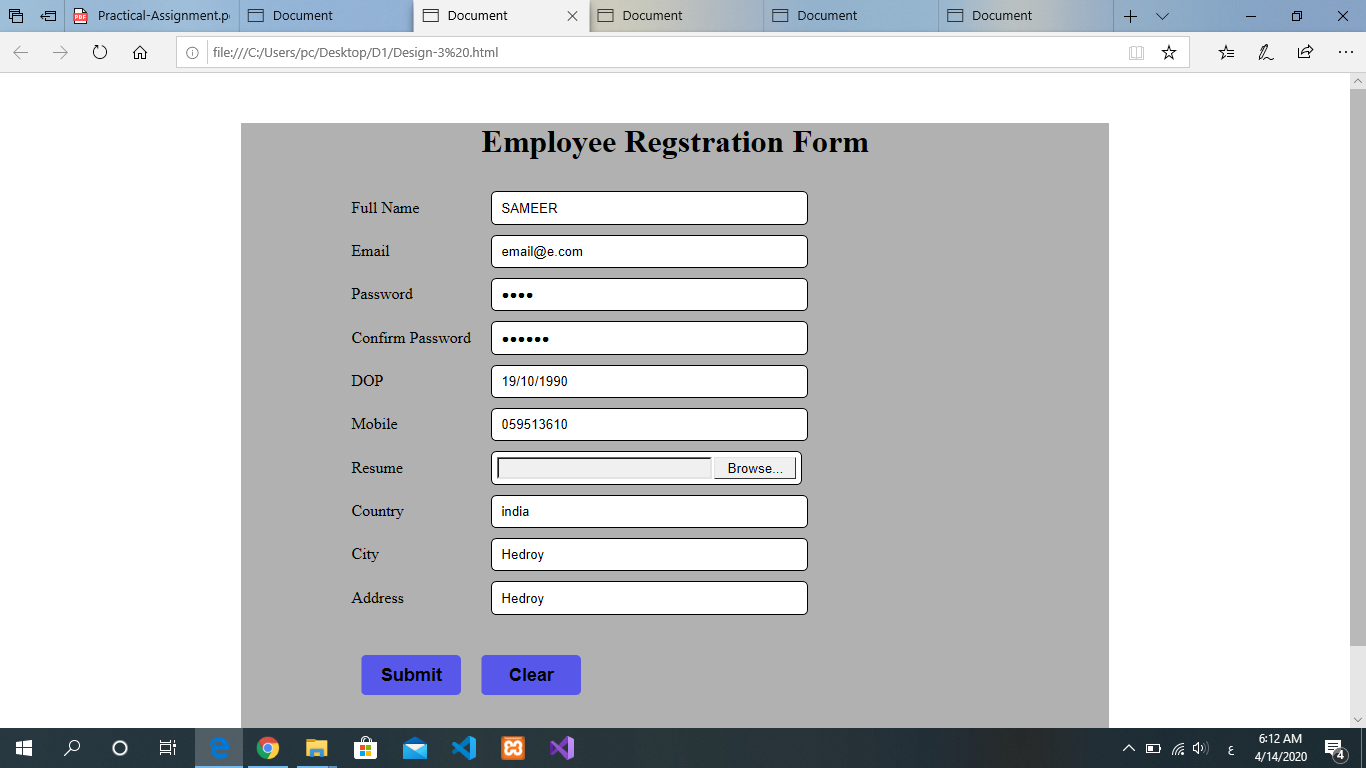 Practical-Assignment.p
Document
Document
Document
Document
Document
file:///C:/Users/pc/Desktop/D1/Design-3%20.html
Employee Regstration Form
Full Name SAMEER
Email email@e.com
Password ••••
Confirm Password ••••••
DOP 19/10/1990
Mobile 059513610
Resume Browse...
Country india
City Hedroy
Address Hedroy
Submit Clear
ع
6:12 AM
4/14/2020
4